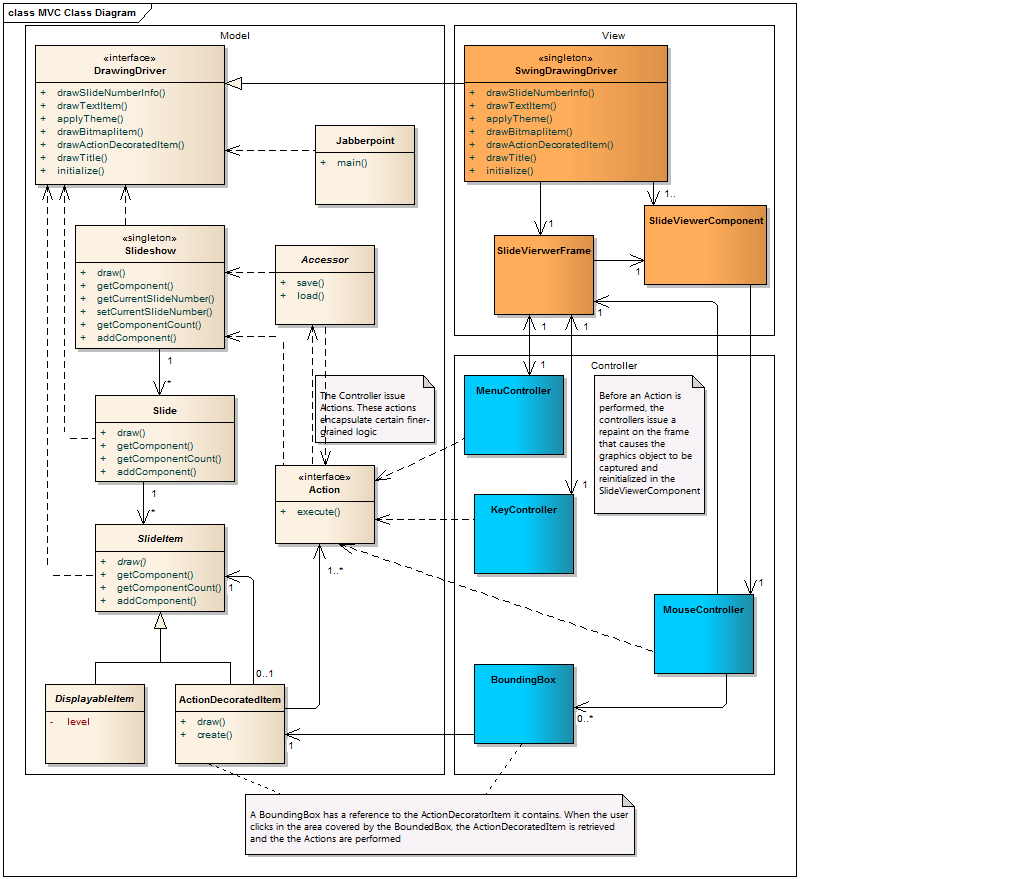 class MVC Class Diagram
Model
«interface»
DrawingDriver
+ drawSlideNumberInfo()
+ drawTextItem()
+ applyTheme()
+ drawBitmapIitem()
+ drawActionDecoratedItem()
+ drawTitle()
+ initialize()
Jabberpoint
+ main()
«singleton»
Slideshow
+ draw()
+ getComponent()
+ getCurrentSlideNumber()
+ setCurrentSlideNumber()
+ getComponentCount()
+ addComponent()
Accessor
+ save()
+ load()
1
*
The Controller issue
Actions. These actions
encapsulate certain finer-
grained logic
Slide
+ draw()
+ getComponent()
+ getComponentCount()
+ addComponent()
1
*
«interface»
Action
+ execute()
1..*
SlideItem
+ draw()
+ getComponent()
+ getComponentCount()
+ addComponent()
1
0..1
DisplayableItem
- level
ActionDecoratedItem
+ draw()
+ create()
1
View
«singleton»
SwingDrawingDriver
+ drawSlideNumberInfo()
+ drawTextItem()
+ applyTheme()
+ drawBitmapIitem()
+ drawActionDecoratedItem()
+ drawTitle()
+ initialize()
1..
1
SlideViewerComponent
SlideVierwerFrame
1
1
1
1
Controller
1
MenuController
Before an Action is
performed, the
controllers issue a
repaint on the frame
that causes the
graphics object to be
captured and
reinitialized in the
SlideViewerComponent
1
KeyController
1
MouseController
BoundingBox
0..*
A BoundingBox has a reference to the ActionDecoratorItem it contains. When the user
clicks in the area covered by the BoundedBox, the ActionDecoratedItem is retrieved
and the the Actions are performed